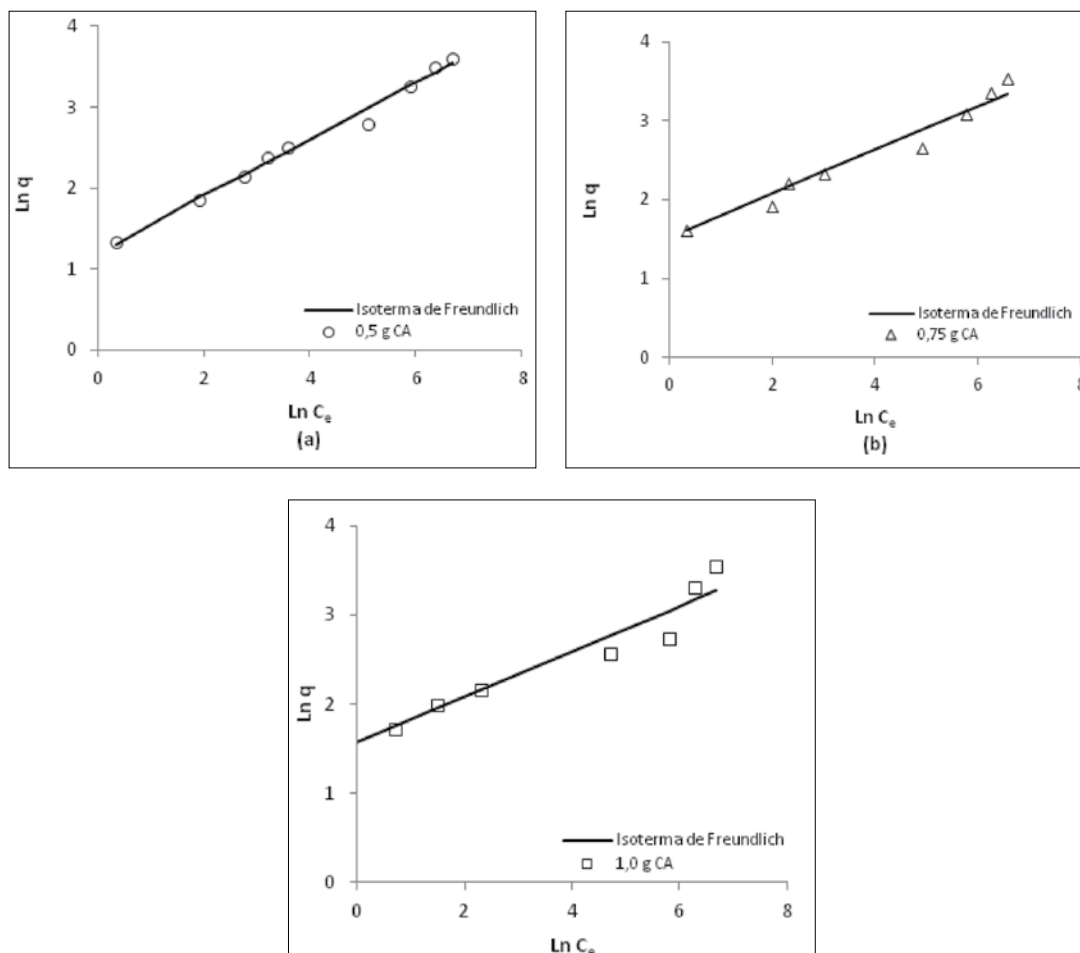 4
3
2
1
0
Ln q
Isoterma de Freundlich
0,5 g CA
0 2 4 6 8
Ln Cₑ
(a)
4
3
2
1
0
Ln q
Isoterma de Freundlich
0,75 g CA
0 2 4 6 8
Ln Cₑ
(b)
4
3
2
1
0
Ln q
Isoterma de Freundlich
1,0 g CA
0 2 4 6 8
Ln Cₑ